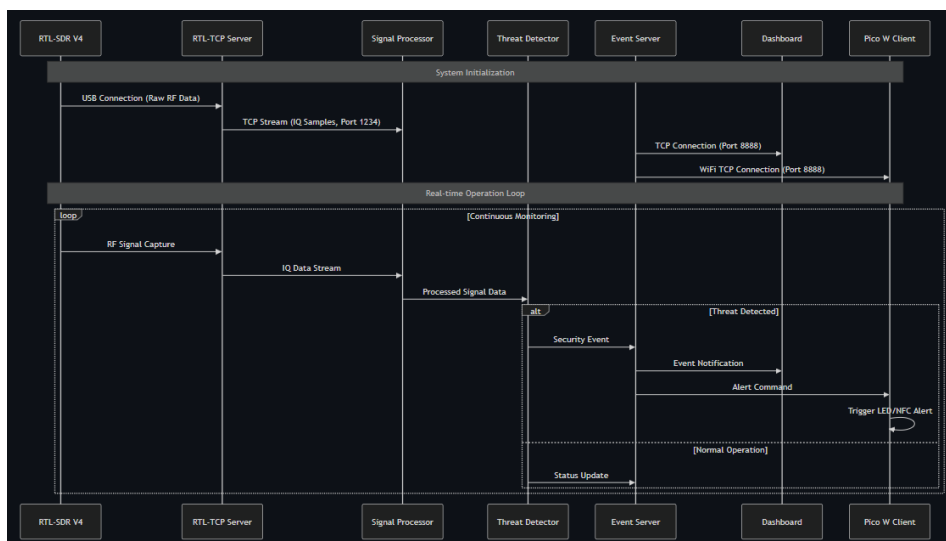 RTL-SDR V4 RTL-TCP Server Signal Processor Threat Detector Event Server Dashboard Pico W Client
System Initialization
USB Connection (Raw RF Data)
TCP Stream (IQ Samples, Port 1234)
TCP Connection (Port 8888)
WiFi TCP Connection (Port 8888)
Real-time Operation Loop
loop [Continuous Monitoring]
RF Signal Capture
IQ Data Stream
Processed Signal Data
alt [Threat Detected]
Security Event
Event Notification
Alert Command
Trigger LED/NFC Alert
[Normal Operation]
Status Update
RTL-SDR V4 RTL-TCP Server Signal Processor Threat Detector Event Server Dashboard Pico W Client